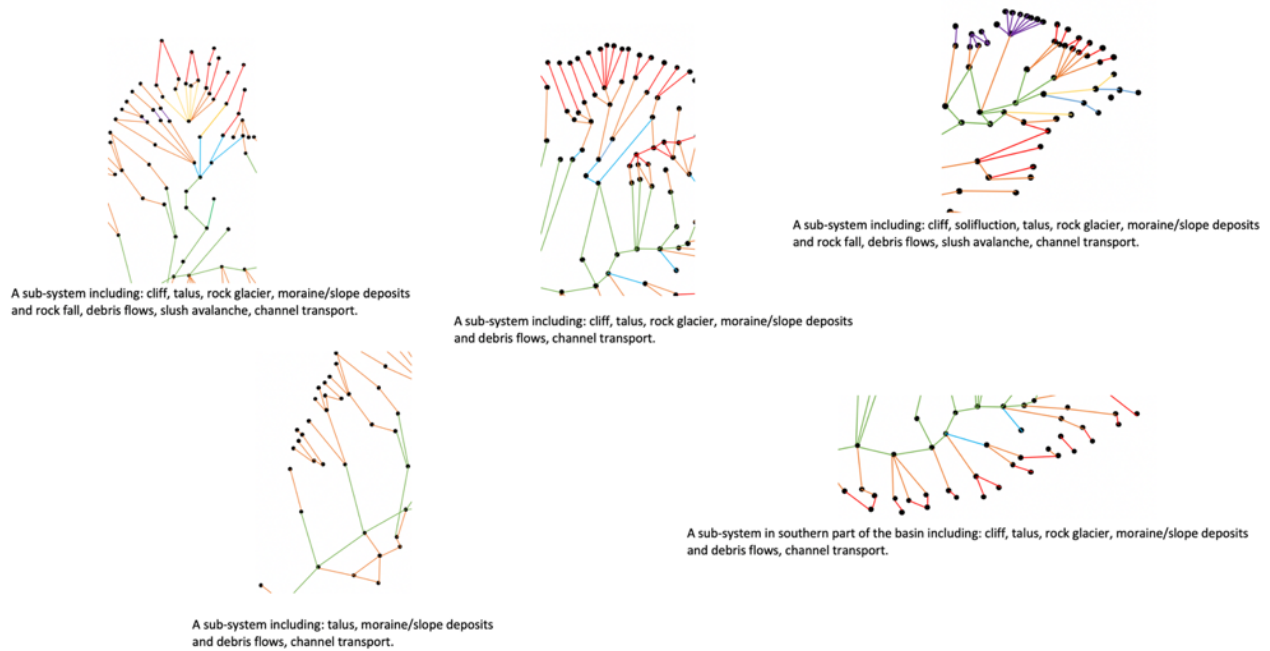 A sub-system including: cliff, solifluction, talus, rock glacier, moraine/slope deposits
and rock fall, debris flows, slush avalanche, channel transport.
A sub-system including: cliff, talus, rock glacier, moraine/slope deposits
and rock fall, debris flows, slush avalanche, channel transport.
A sub-system including: cliff, talus, rock glacier, moraine/slope deposits
and debris flows, channel transport.
A sub-system in southern part of the basin including: cliff, talus, rock glacier, moraine/slope deposits
and debris flows, channel transport.
A sub-system including: talus, moraine/slope deposits
and debris flows, channel transport.